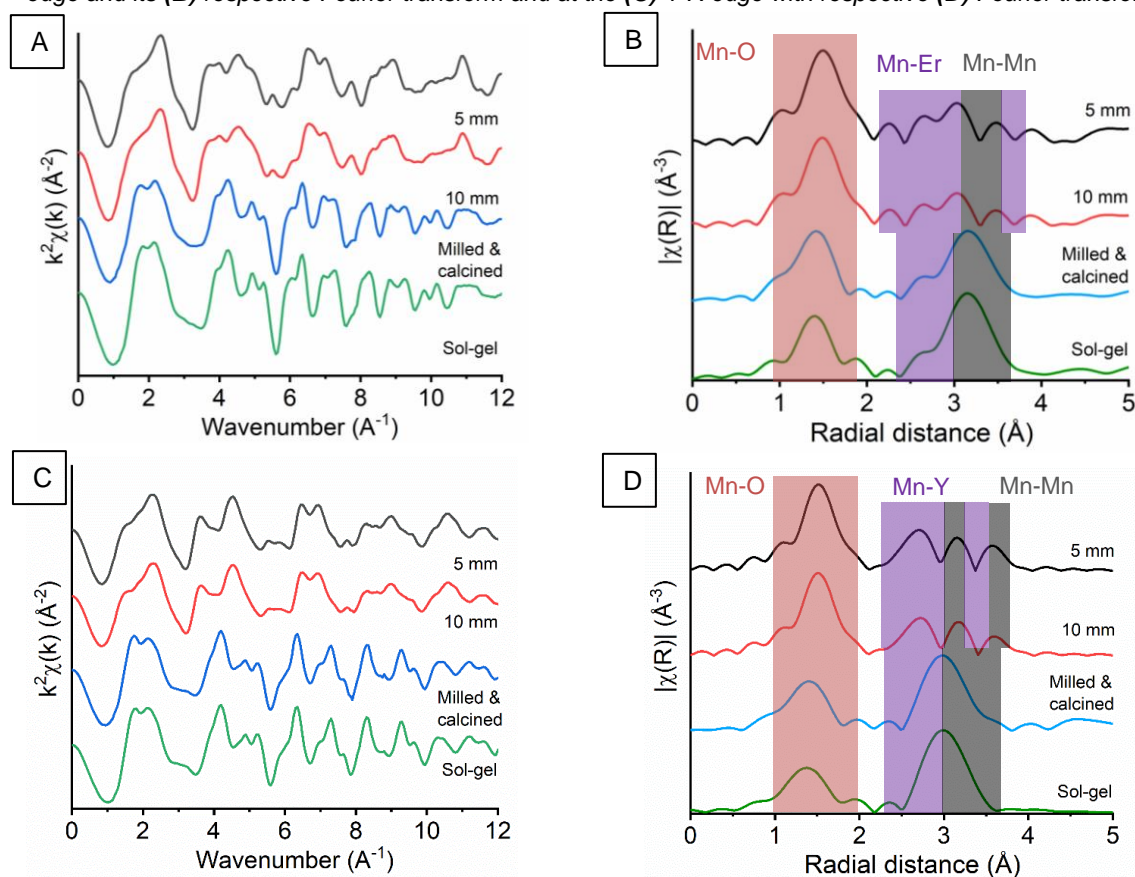 edge and its (B) respective Fourier transform and at the (C) Y K-edge with respective (D) Fourier
A
k²χ(k) (Å⁻²)
5 mm
10 mm
Milled &
calcined
Sol-gel
0 2 4 6 8 10 12
Wavenumber (A⁻¹)
B
Mn-O
Mn-Er
Mn-Mn
|χ(R)| (Å⁻³)
5 mm
10 mm
Milled &
calcined
Sol-gel
0 1 2 3 4 5
Radial distance (Å)
C
k²χ(k) (Å⁻²)
5 mm
10 mm
Milled &
calcined
Sol-gel
0 2 4 6 8 10 12
Wavenumber (A⁻¹)
D
Mn-O
Mn-Y
Mn-Mn
|χ(R)| (Å⁻³)
5 mm
10 mm
Milled &
calcined
Sol-gel
0 1 2 3 4 5
Radial distance (Å)